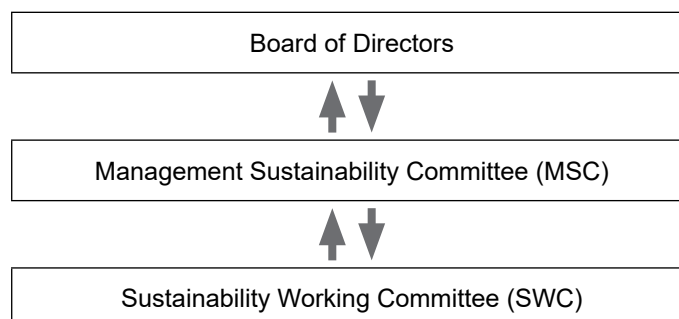 Board of Directors
Management Sustainability Committee (MSC)
Sustainability Working Committee (SWC)